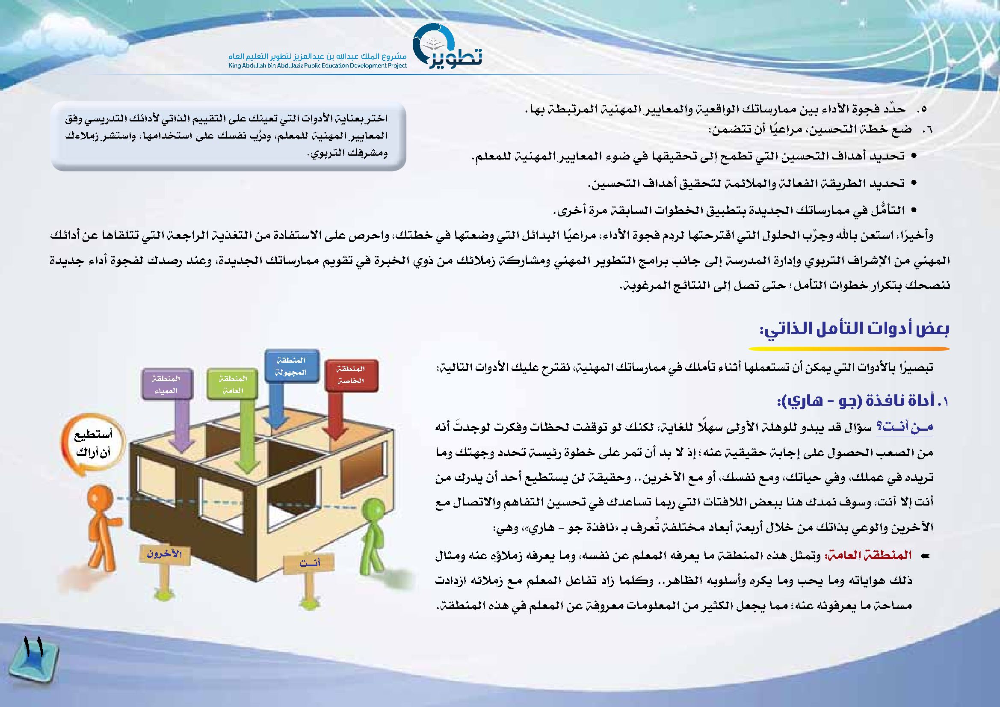 تطوير
مشروع الملك عبدالله بن عبدالعزيز لتطوير التعليم العام
King Abdullah bin Abdulaziz Public Education Development Project
٥. حدِّد فجوة الأداء بين ممارساتك الواقعية والمعايير المهنية المرتبطة بها.
٦. ضع خطة التحسين، مراعيًا أن تتضمن:
• تحديد أهداف التحسين التي تطمح إلى تحقيقها في ضوء المعايير المهنية للمعلم.
• تحديد الطريقة الفعالة والملائمة لتحقيق أهداف التحسين.
• التأمُّل في ممارساتك الجديدة بتطبيق الخطوات السابقة مرة أخرى.
اختر بعناية الأدوات التي تعينك على التقييم الذاتي لأدائك التدريسي وفق
المعايير المهنية للمعلم، ودرِّب نفسك على استخدامها، واستشر زملاءك
ومشرفك التربوي.
وأخيرًا، استعن بالله وجرِّب الحلول التي اقترحتها لردم فجوة الأداء، مراعيًا البدائل التي وضعتها في خطتك، واحرص على الاستفادة من التغذية الراجعة التي تتلقاها عن أدائك
المهني من الإشراف التربوي وإدارة المدرسة إلى جانب برامج التطوير المهني ومشاركة زملائك من ذوي الخبرة في تقويم ممارساتك الجديدة، وعند رصدك لفجوة أداء جديدة
ننصحك بتكرار خطوات التأمل؛ حتى تصل إلى النتائج المرغوبة.
بعض أدوات التأمل الذاتي:
تبصيرًا بالأدوات التي يمكن أن تستعملها أثناء تأملك في ممارساتك المهنية، نقترح عليك الأدوات التالية:
١. أداة نافذة (جو - هاري):
مـن أنـت؟ سؤال قد يبدو للوهلة الأولى سهلًا للغاية، لكنك لو توقفت لحظات وفكرت لوجدتَ أنه
من الصعب الحصول على إجابة حقيقية عنه؛ إذ لا بد أن تمر على خطوة رئيسة تحدد وجهتك وما
تريده في عملك، وفي حياتك، ومع نفسك، أو مع الآخرين.. وحقيقة لن يستطيع أحد أن يدرك من
أنت إلا أنت، وسوف نمدك هنا ببعض اللافتات التي ربما تساعدك في تحسين التفاهم والاتصال مع
الآخرين والوعي بذاتك من خلال أربعة أبعاد مختلفة تُعرف بـ «نافذة جو - هاري»، وهي:
المنطقة العامة: وتمثل هذه المنطقة ما يعرفه المعلم عن نفسه، وما يعرفه زملاؤه عنه ومثال
ذلك هواياته وما يحب وما يكره وأسلوبه الظاهر.. وكلما زاد تفاعل المعلم مع زملائه ازدادت
مساحة ما يعرفونه عنه؛ مما يجعل الكثير من المعلومات معروفة عن المعلم في هذه المنطقة.
المنطقة
الخاصة
المنطقة
المجهولة
المنطقة
العامة
المنطقة
العمياء
أستطيع
أن أراك
أنــت
الآخرون
١١